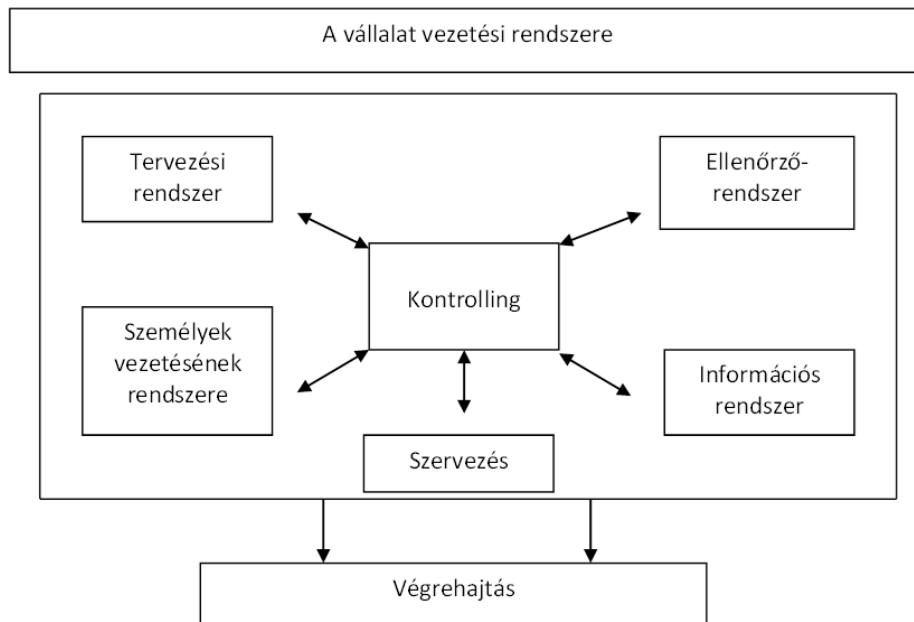 A vállalat vezetési rendszere
Tervezési
rendszer
Ellenőrző-
rendszer
Kontrolling
Személyek
vezetésének
rendszere
Információs
rendszer
Szervezés
Végrehajtás